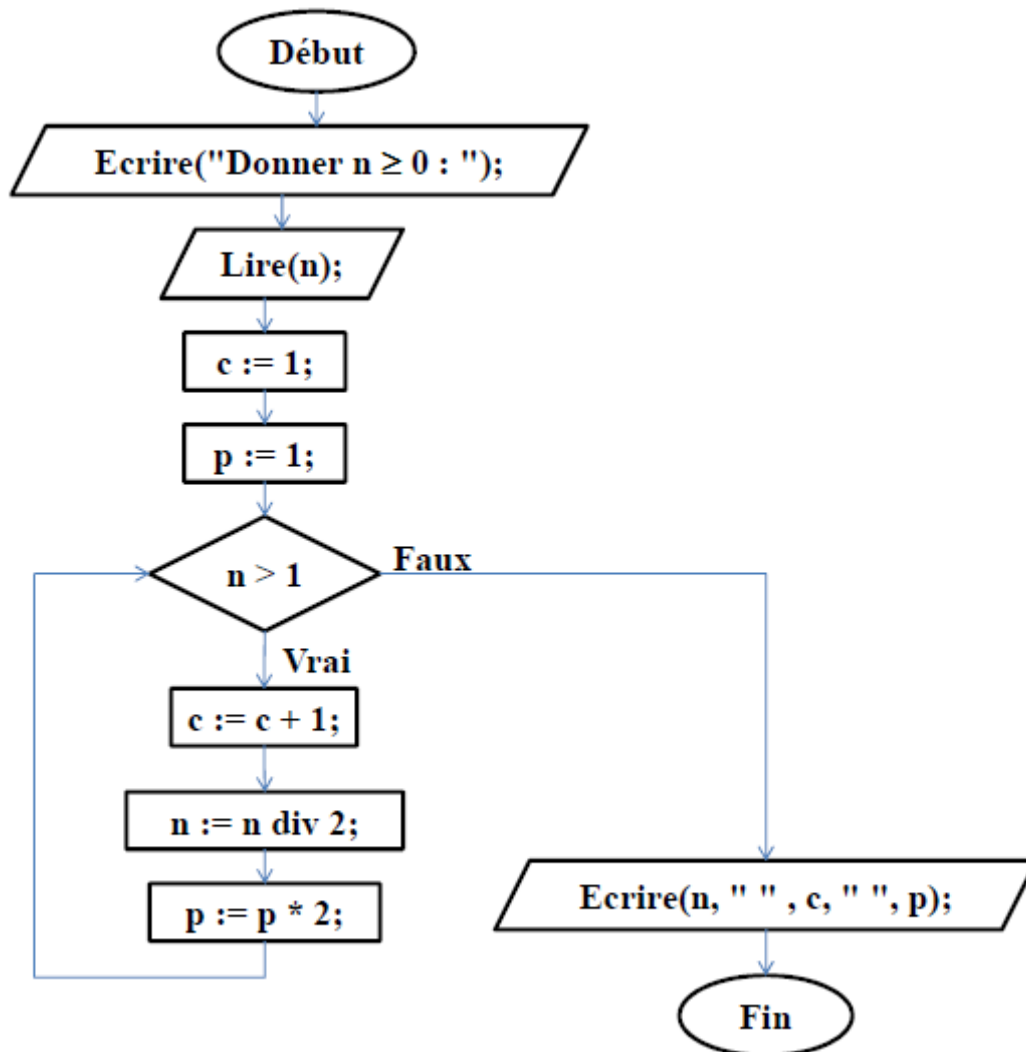 Début
Ecrire("Donner n ≥ 0 : ");
Lire(n);
c := 1;
p := 1;
n > 1
Faux
Vrai
c := c + 1;
n := n div 2;
p := p * 2;
Ecrire(n, " " , c, " ", p);
Fin